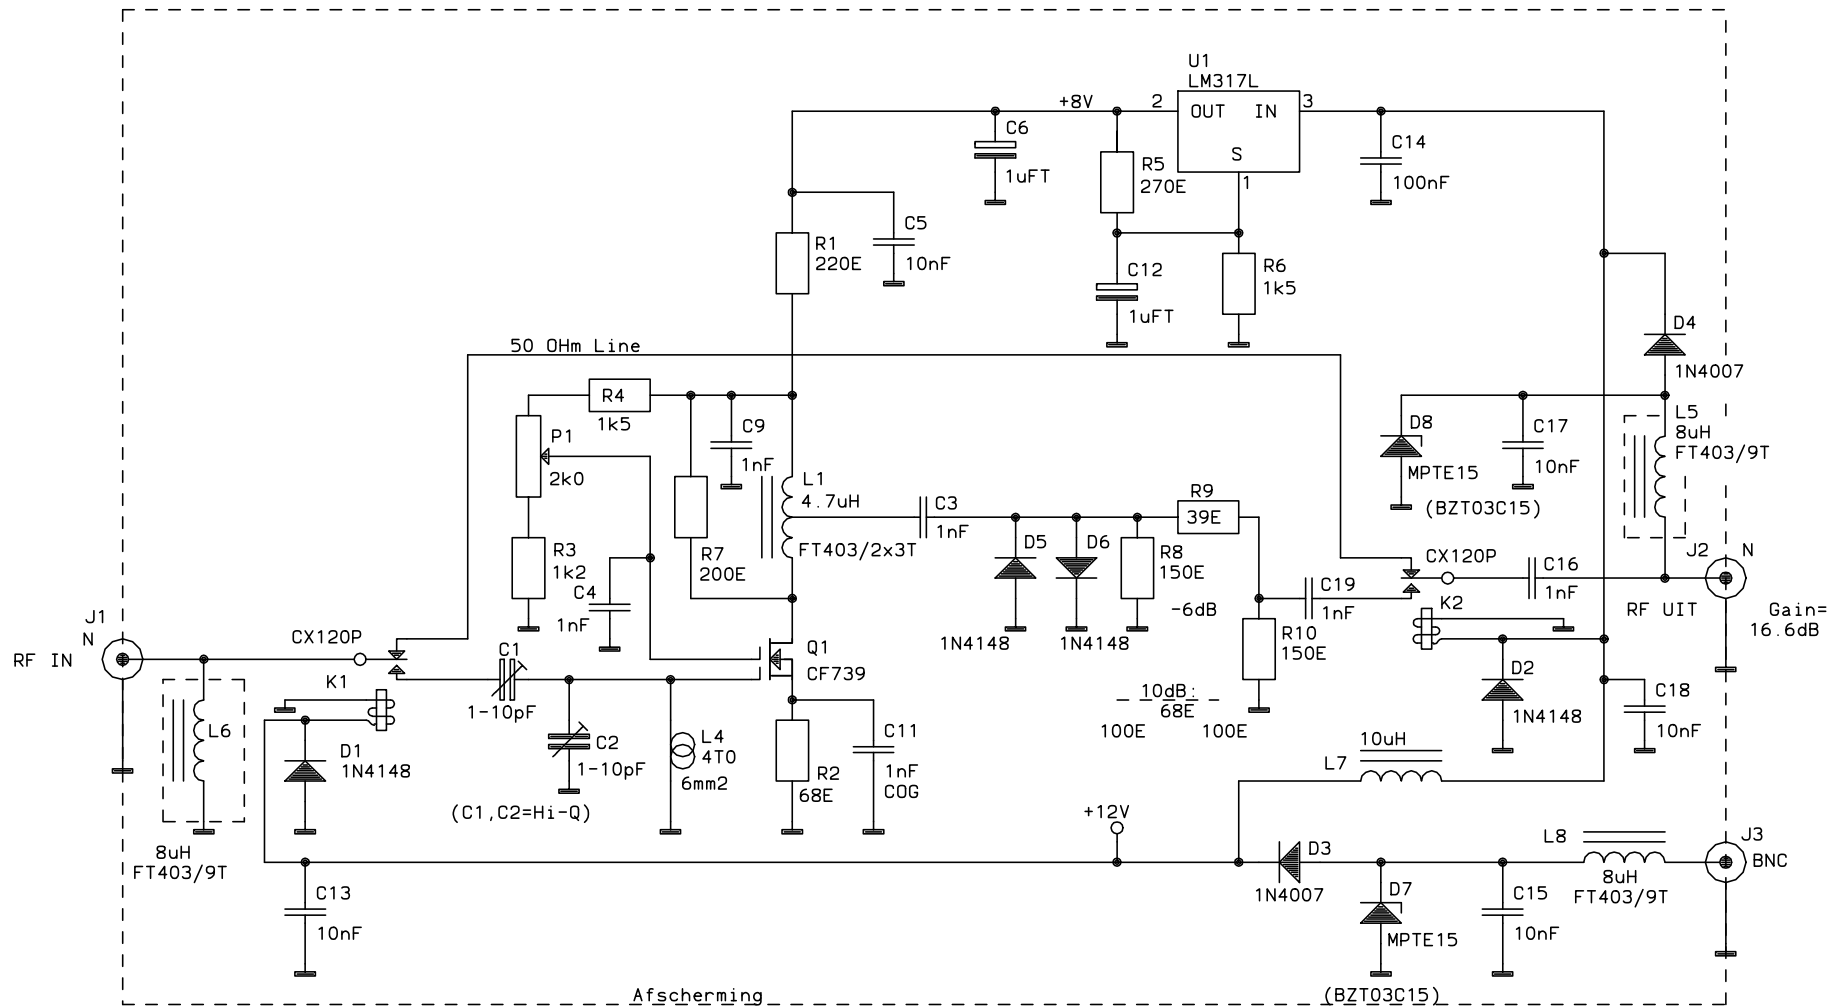 U1
LM317L
+8V
2
OUT IN
3
S
1
C6
1uFT
R5
270E
C14
100nF
C5
10nF
R1
220E
C12
1uFT
R6
1k5
50 OHm Line
D4
1N4007
R4
1k5
C9
1nF
P1
2k0
L1
4.7uH
FT403/2x3T
C3
1nF
R9
39E
D8
MPTE15
(BZT03C15)
C17
10nF
L5
8uH
FT403/9T
R3
1k2
C4
1nF
R7
200E
D5
1N4148
D6
1N4148
R8
150E
-6dB
C19
1nF
CX120P
K2
C16
1nF
J2
N
RF UIT
Gain=
16.6dB
J1
N
RF IN
CX120P
K1
C1
1-10pF
Q1
CF739
R10
150E
10dB:
68E
100E 100E
D2
1N4148
C18
10nF
L6
8uH
FT403/9T
D1
1N4148
C2
1-10pF
(C1,C2=Hi-Q)
L4
4T0
6mm2
R2
68E
C11
1nF
COG
10uH
L7
+12V
D3
1N4007
L8
8uH
FT403/9T
J3
BNC
C13
10nF
D7
MPTE15
C15
10nF
Afscherming
(BZT03C15)